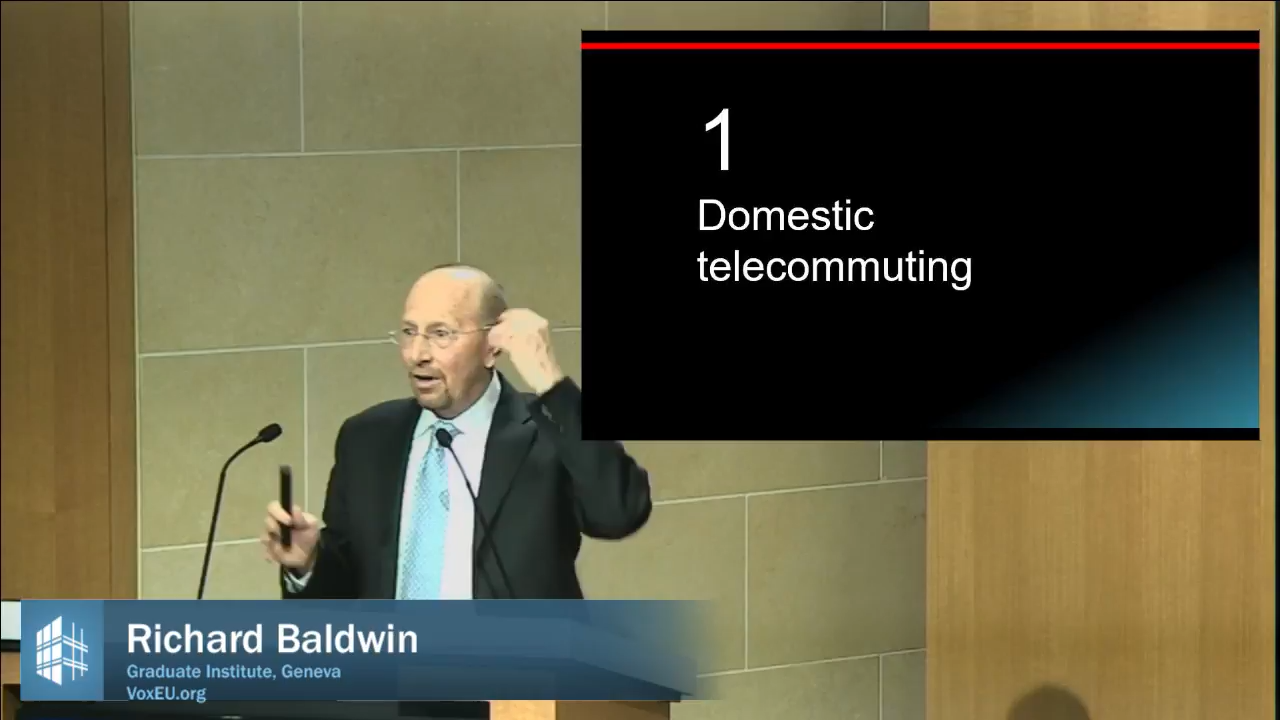 1
Domestic
telecommuting
Richard Baldwin
Graduate Institute, Geneva
VoxEU.org